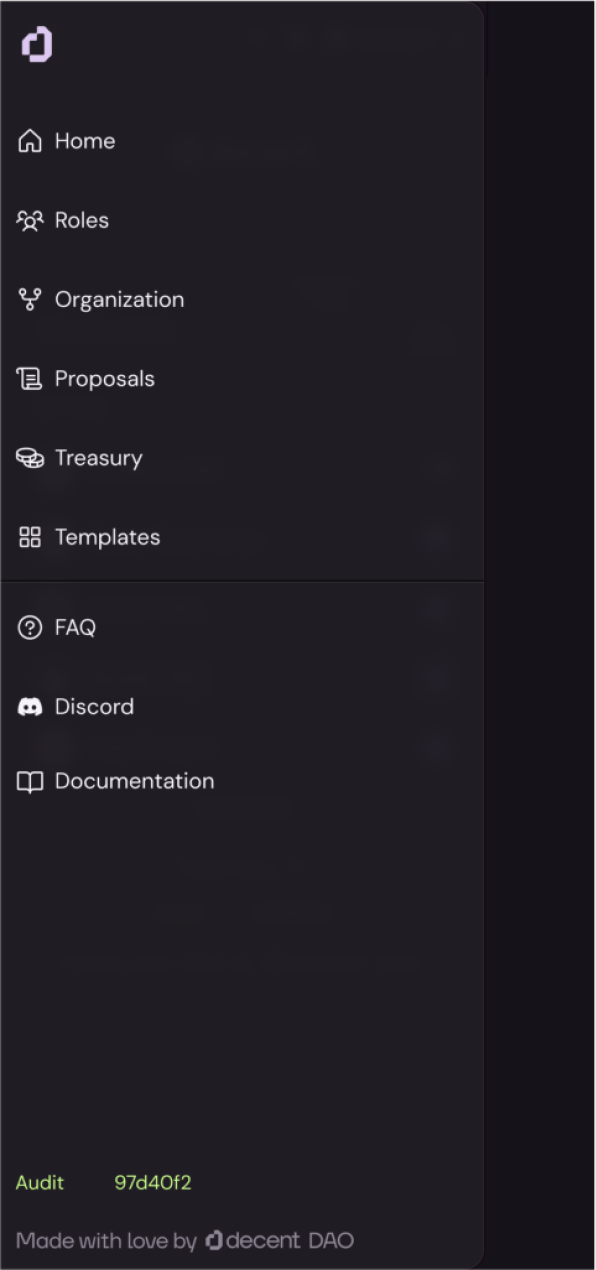 Home
Roles
Organization
Proposals
Treasury
Templates
FAQ
Discord
Documentation
Audit 97d40f2
Made with love by decent DAO